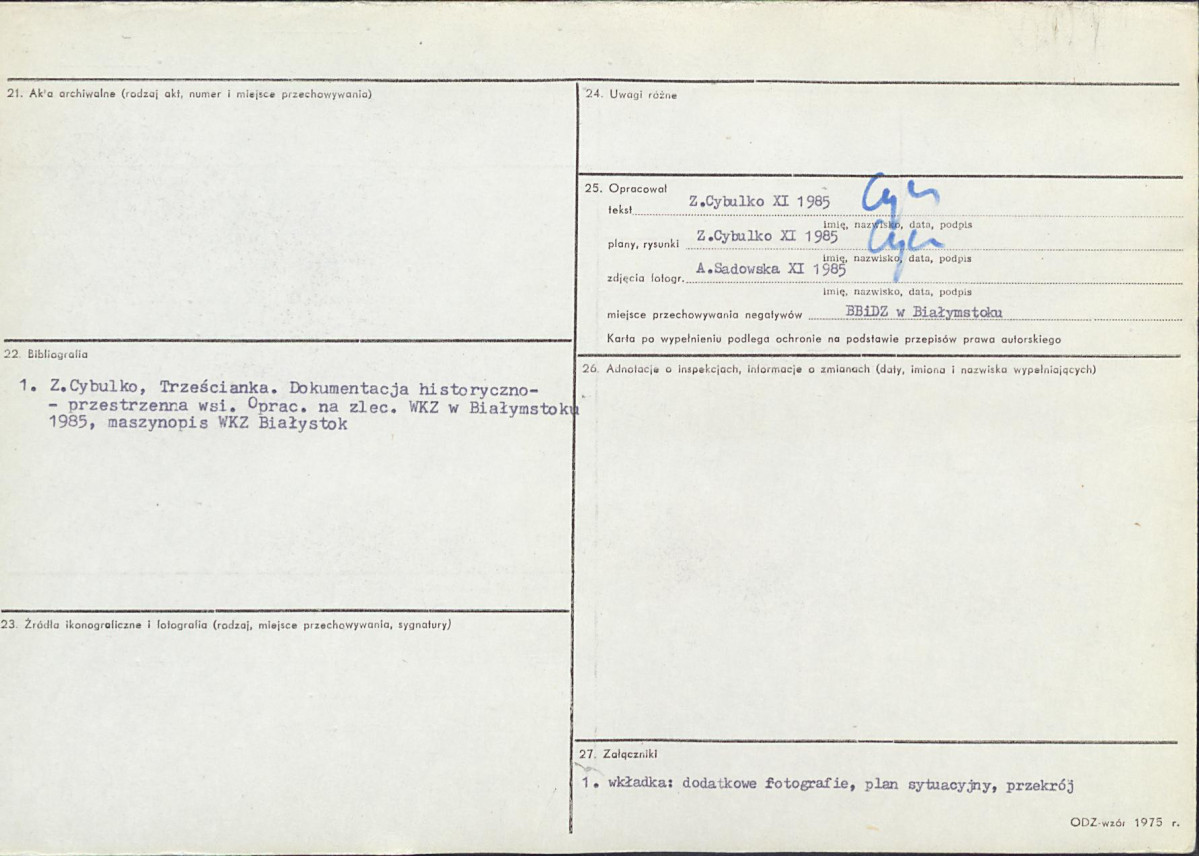 21. Akta archiwalne (rodzaj akt, numer i miejsce przechowywania)
22. Bibliografia
1. Z.Cybulko, Trześcianka. Dokumentacja historyczno-
- przestrzenna wsi. Oprac. na zlec. WKZ w Białymstoku
1985, maszynopis WKZ Białystok
23. Źródła ikonograficzne i fotografia (rodzaj, miejsce przechowywania, sygnatury)
24. Uwagi różne
25. Opracował
tekst Z.Cybulko XI 1985
imię, nazwisko, data, podpis
plany, rysunki Z.Cybulko XI 1985
imię, nazwisko, data, podpis
zdjęcia fotogr. A.Sadowska XI 1985
imię, nazwisko, data, podpis
miejsce przechowywania negatywów BBiDZ w Białymstoku
Karta po wypełnieniu podlega ochronie na podstawie przepisów prawa autorskiego
26. Adnotacje o inspekcjach, informacje o zmianach (daty, imiona i nazwiska wypełniających)
27. Załączniki
1. wkładka: dodatkowe fotografie, plan sytuacyjny, przekrój
ODZ-wzór 1975 r.